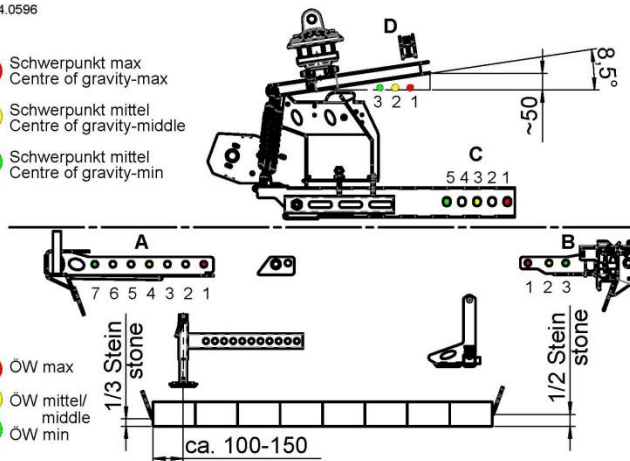 4.0596
Schwerpunkt max
Centre of gravity-max
Schwerpunkt mittel
Centre of gravity-middle
Schwerpunkt mittel
Centre of gravity-min
D
3 2 1
8,5°
~50
C
5 4 3 2 1
A
7 6 5 4 3 2 1
B
1 2 3
ÖW max
ÖW mittel/
middle
ÖW min
1/3 Stein
stone
1/2 Stein
stone
ca. 100-150